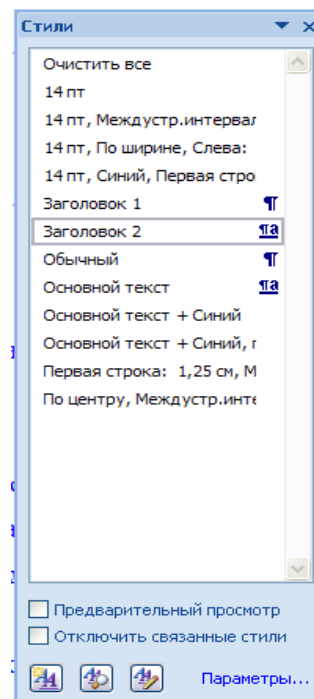 Стили
Очистить все
14 пт
14 пт, Междустр.интервал
14 пт, По ширине, Слева:
14 пт, Синий, Первая стро
Заголовок 1 ¶
Заголовок 2 ¶a
Обычный ¶
Основной текст ¶a
Основной текст + Синий
Основной текст + Синий, г
Первая строка: 1,25 см, М
По центру, Междустр.инте
Предварительный просмотр
Отключить связанные стили
Параметры...